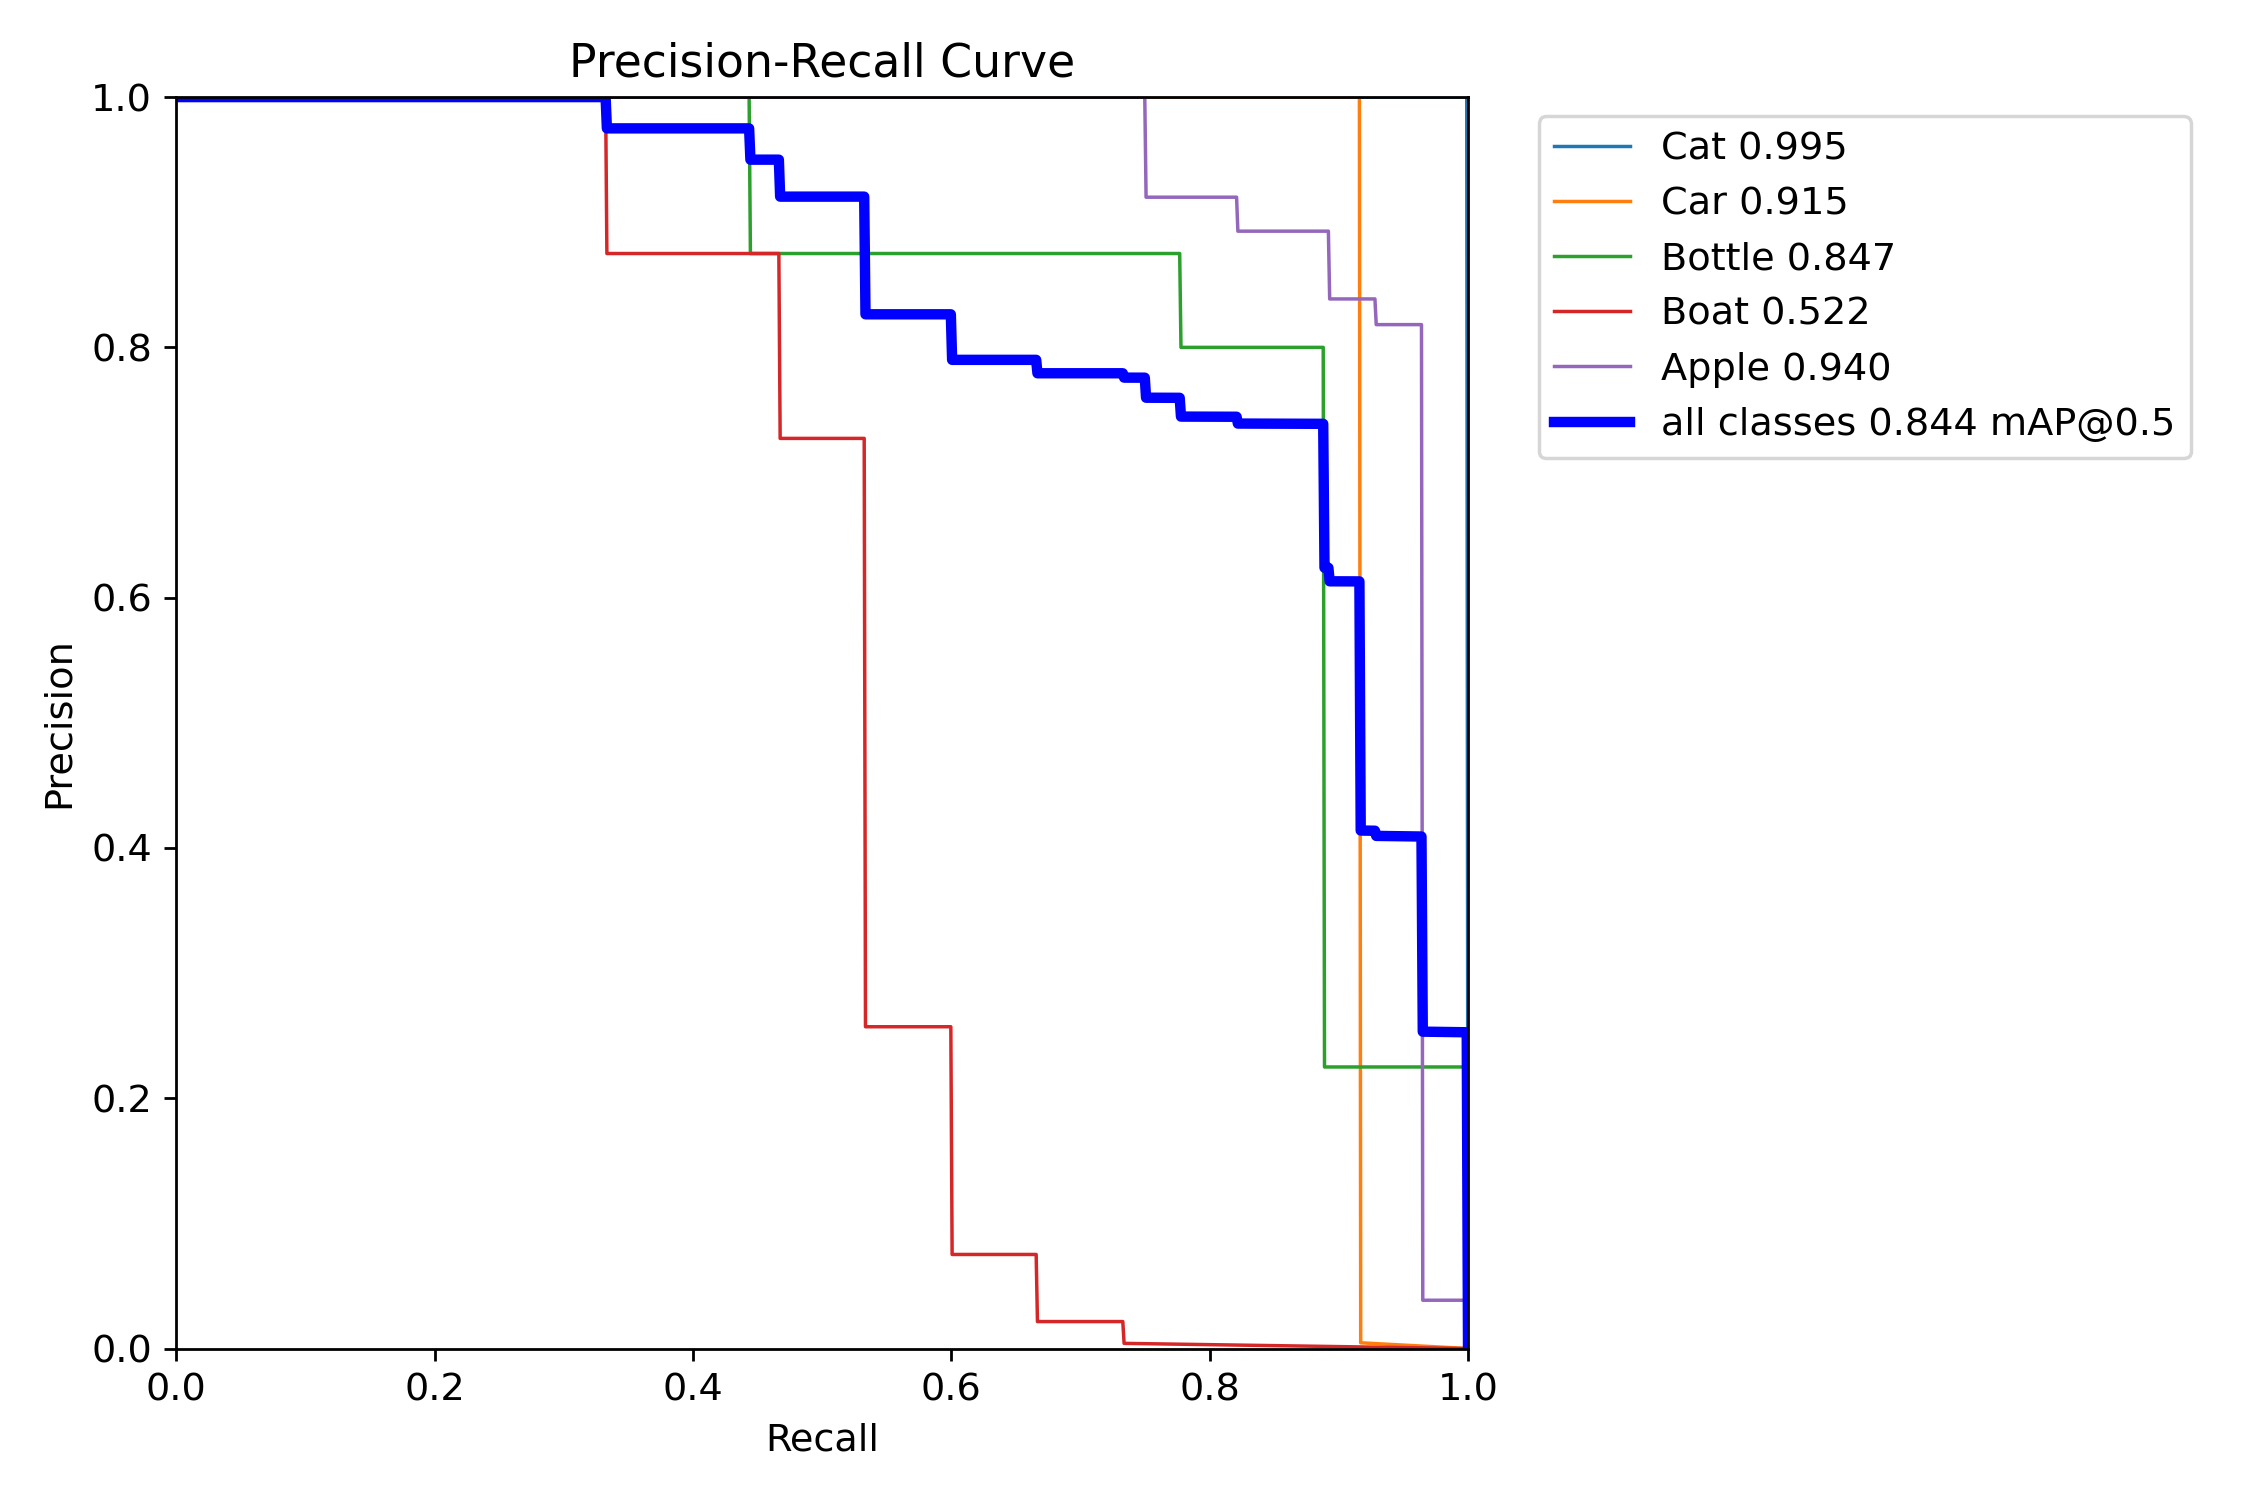 Precision-Recall Curve
1.0
0.8
0.6
0.4
0.2
0.0
Precision
0.0 0.2 0.4 0.6 0.8 1.0
Recall
Cat 0.995
Car 0.915
Bottle 0.847
Boat 0.522
Apple 0.940
all classes 0.844 mAP@0.5